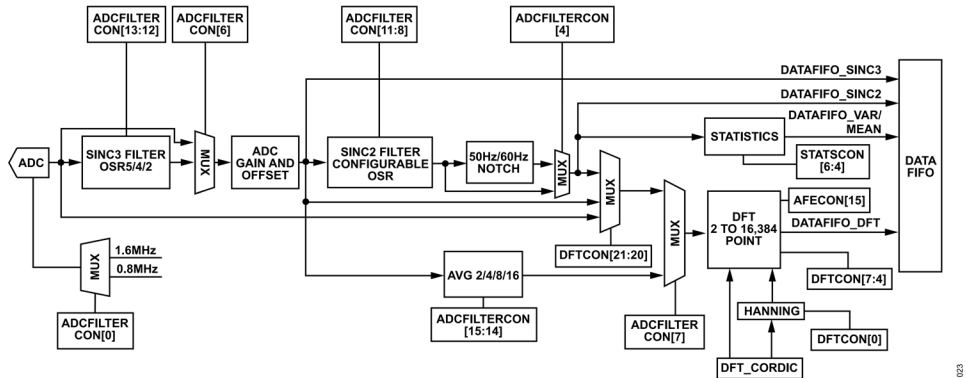 ADCFILTER
CON[13:12]
ADCFILTER
CON[6]
ADCFILTER
CON[11:8]
ADCFILTERCON
[4]
DATAFIFO_SINC3
DATAFIFO_SINC2
DATAFIFO_VAR/
MEAN
ADC
SINC3 FILTER
OSR5/4/2
MUX
ADC
GAIN AND
OFFSET
SINC2 FILTER
CONFIGURABLE
OSR
50Hz/60Hz
NOTCH
MUX
STATISTICS
STATSCON
[6:4]
DATA
FIFO
MUX
MUX
DFT
2 TO 16,384
POINT
AFECON[15]
DATAFIFO_DFT
DFTCON[21:20]
DFTCON[7:4]
MUX
1.6MHz
0.8MHz
AVG 2/4/8/16
ADCFILTER
CON[0]
ADCFILTERCON
[15:14]
ADCFILTER
CON[7]
HANNING
DFTCON[0]
DFT_CORDIC
023